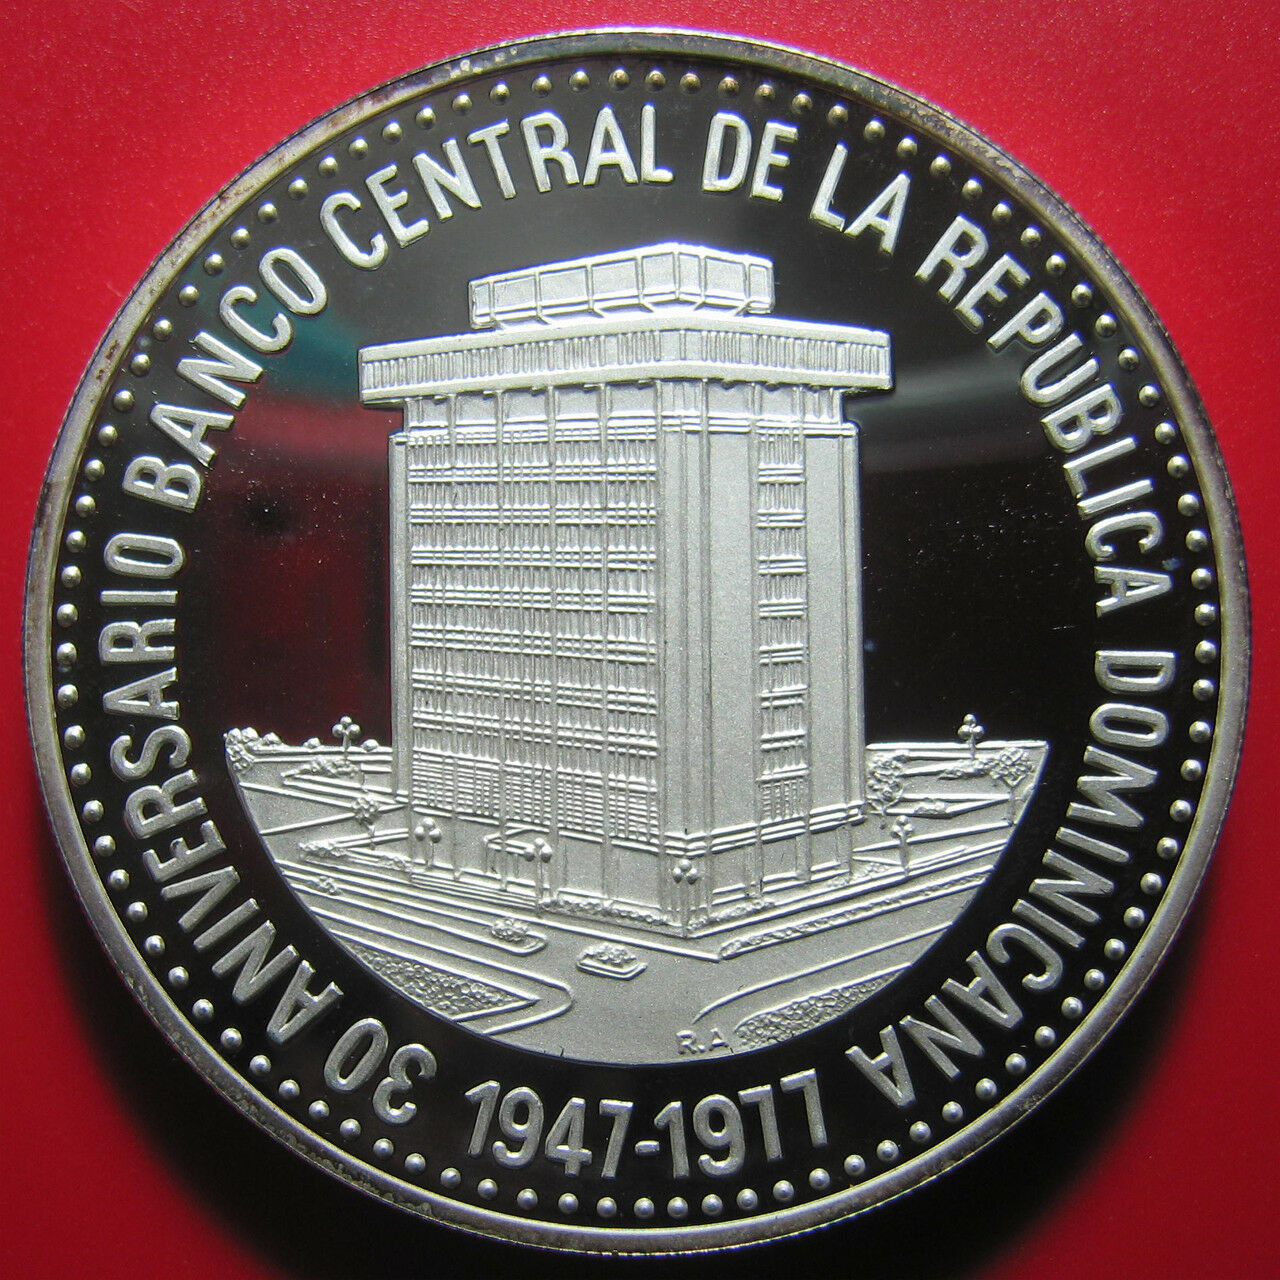 30 ANIVERSARIO BANCO CENTRAL DE LA REPUBLICA DOMINICANA
1947-1977
R.A